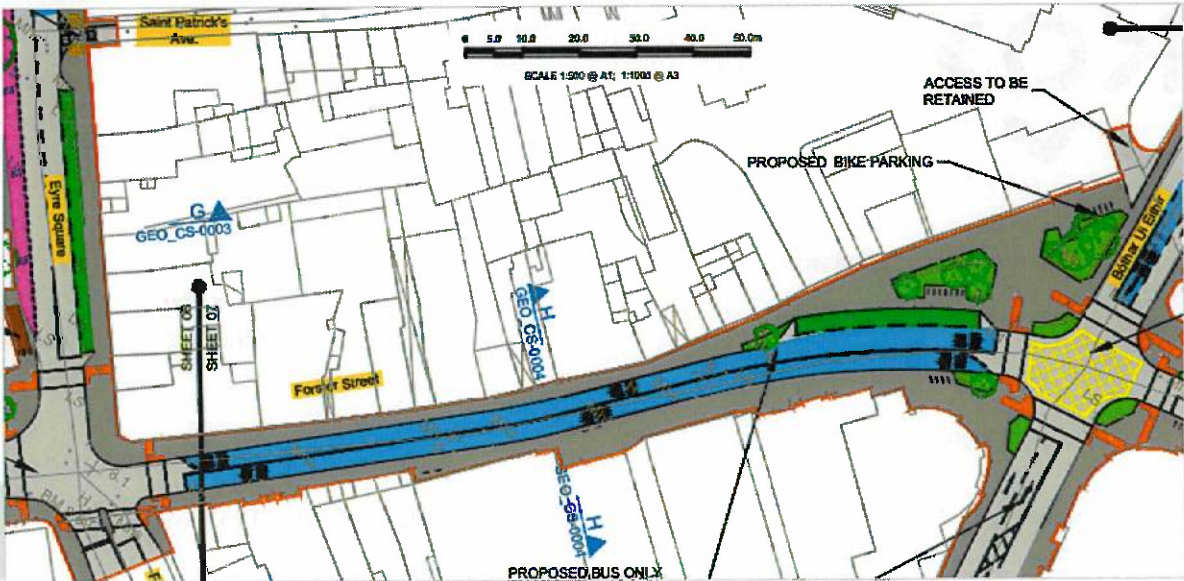 Saint Patrick's
Ave.
0 5.0 10.0 20.0 30.0 40.0 50.0m
SCALE 1:500 @ A1; 1:1000 @ A3
ACCESS TO BE
RETAINED
PROPOSED BIKE PARKING
Eyre Square
G
GEO_CS-0003
Bóthar Uí Eithir
H
GEO_CS-0004
SHEET 06
SHEET 07
Forster Street
GEO_CS-0004
H
PROPOSED BUS ONLY